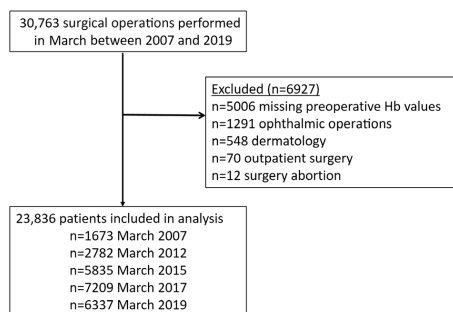 30,763 surgical operations performed
in March between 2007 and 2019
Excluded (n=6927)
n=5006 missing preoperative Hb values
n=1291 ophthalmic operations
n=548 dermatology
n=70 outpatient surgery
n=12 surgery abortion
23,836 patients included in analysis
n=1673 March 2007
n=2782 March 2012
n=5835 March 2015
n=7209 March 2017
n=6337 March 2019